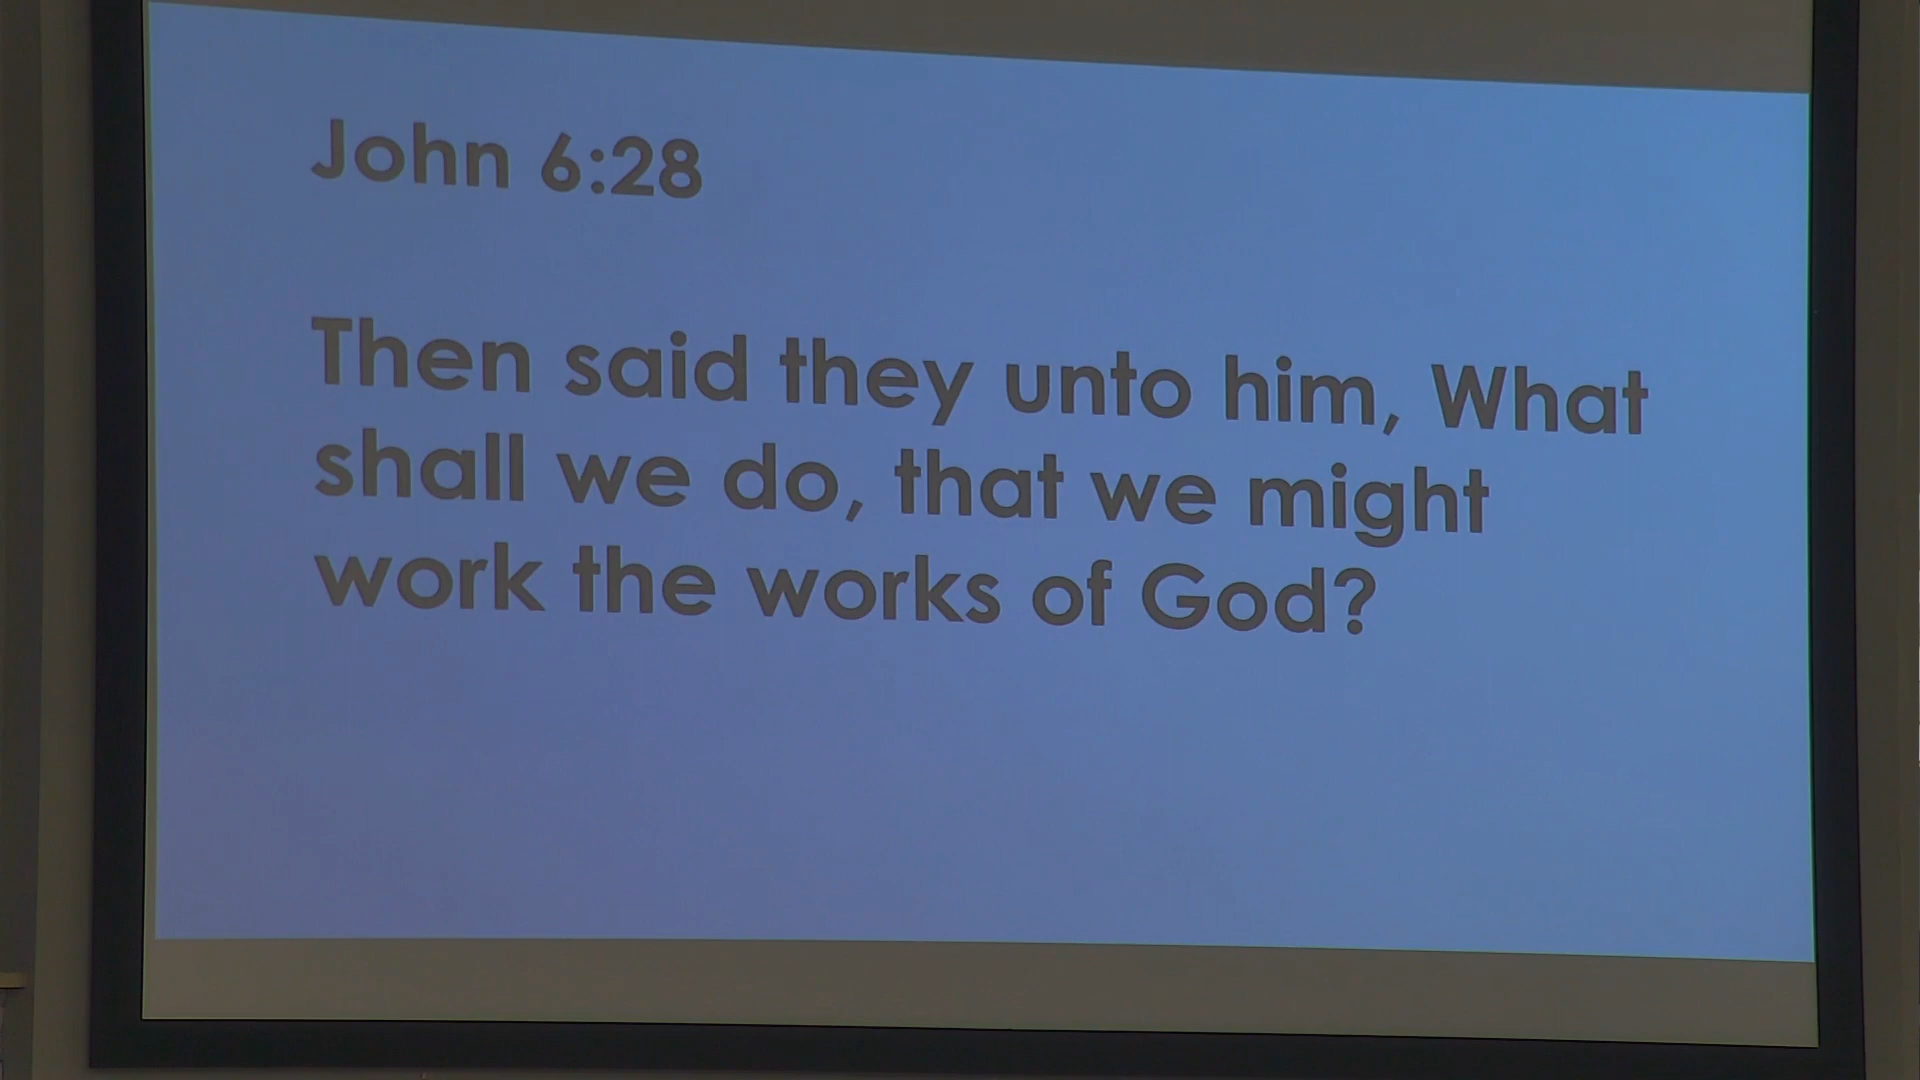 John 6:28
Then said they unto him, What
shall we do, that we might
work the works of God?